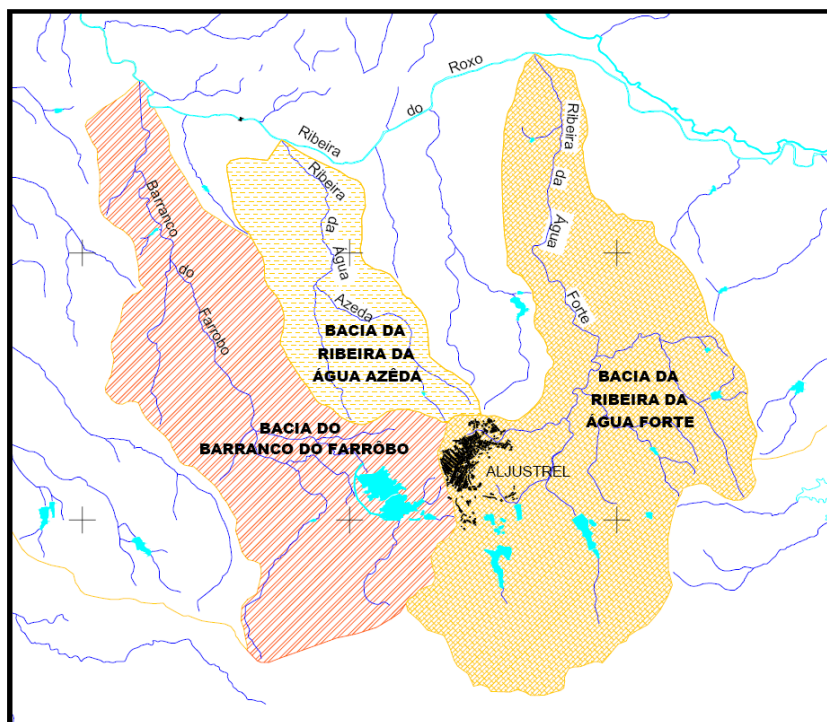 Ribeira do Roxo
Ribeira da Água Forte
Barranco do Farrobo
Ribeira da Água Azeda
BACIA DA
RIBEIRA DA
ÁGUA AZÊDA
BACIA DA
RIBEIRA DA
ÁGUA FORTE
BACIA DO
BARRANCO DO FARRÔBO
ALJUSTREL